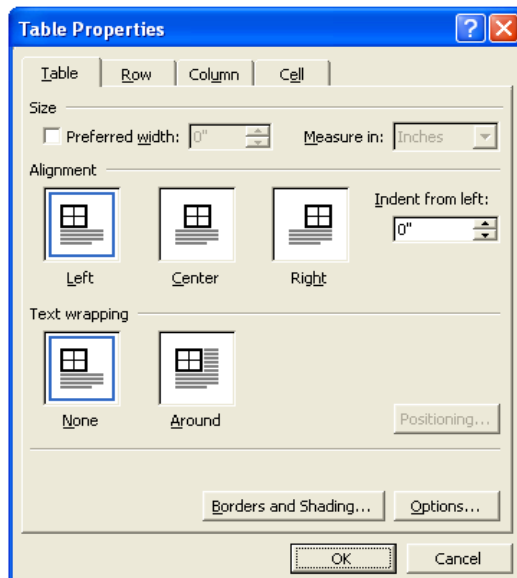 Table Properties
Table Row Column Cell
Size
Preferred width: 0" Measure in: Inches
Alignment
Indent from left:
0"
Left Center Right
Text wrapping
None Around Positioning...
Borders and Shading... Options...
OK Cancel